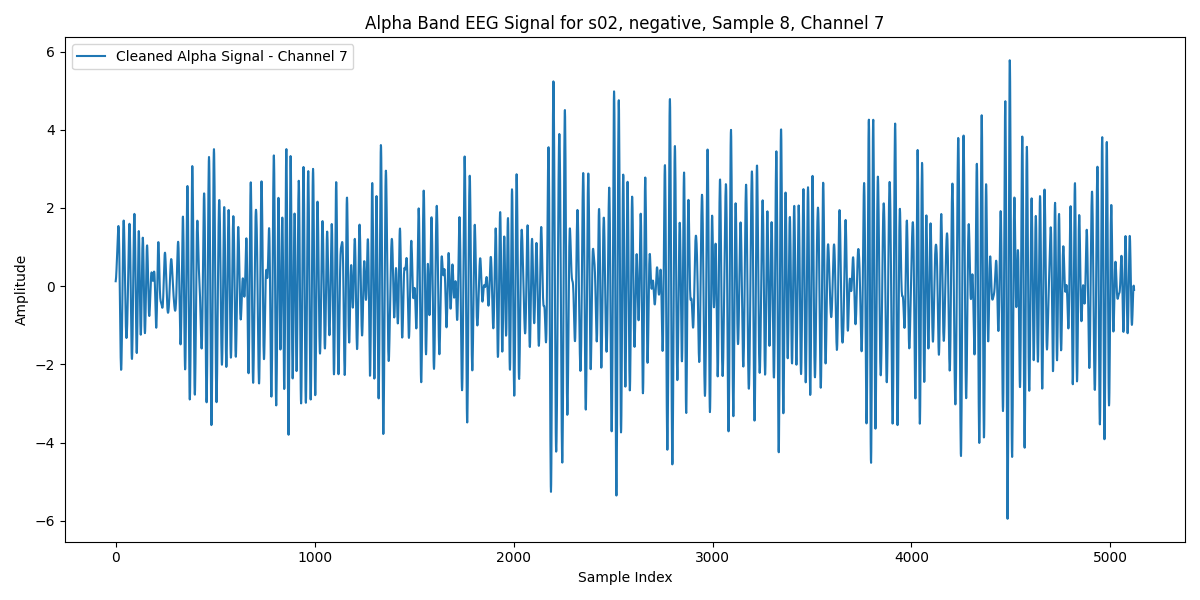 Alpha Band EEG Signal for s02, negative, Sample 8, Channel 7
Cleaned Alpha Signal - Channel 7
Amplitude
6
4
2
0
−2
−4
−6
0 1000 2000 3000 4000 5000
Sample Index